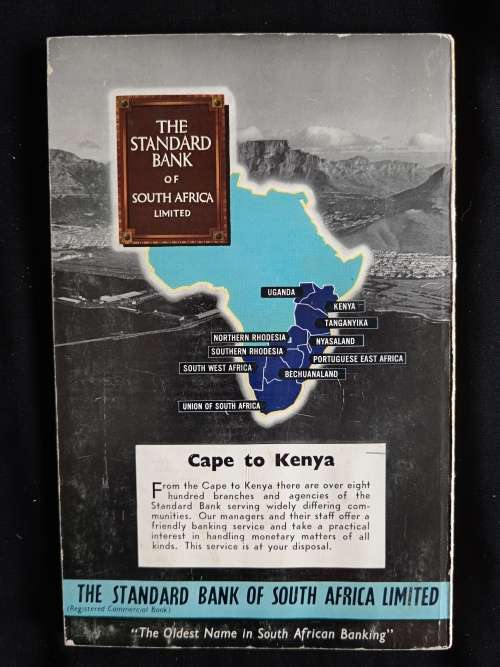 THE
STANDARD
BANK
OF
SOUTH AFRICA
LIMITED
UGANDA
KENYA
TANGANYIKA
NORTHERN RHODESIA
NYASALAND
SOUTHERN RHODESIA
PORTUGUESE EAST AFRICA
SOUTH WEST AFRICA
BECHUANALAND
UNION OF SOUTH AFRICA
Cape to Kenya
From the Cape to Kenya there are over eight
hundred branches and agencies of the
Standard Bank serving widely differing com-
munities. Our managers and their staff offer a
friendly banking service and take a practical
interest in handling monetary matters of all
kinds. This service is at your disposal.
THE STANDARD BANK OF SOUTH AFRICA LIMITED
(Registered Commercial Bank)
"The Oldest Name in South African Banking"